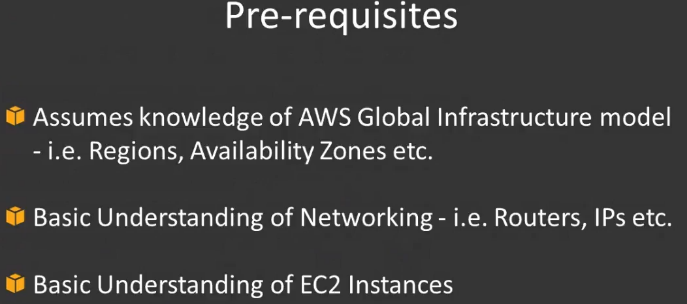 Pre-requisites
Assumes knowledge of AWS Global Infrastructure model
- i.e. Regions, Availability Zones etc.
Basic Understanding of Networking - i.e. Routers, IPs etc.
Basic Understanding of EC2 Instances